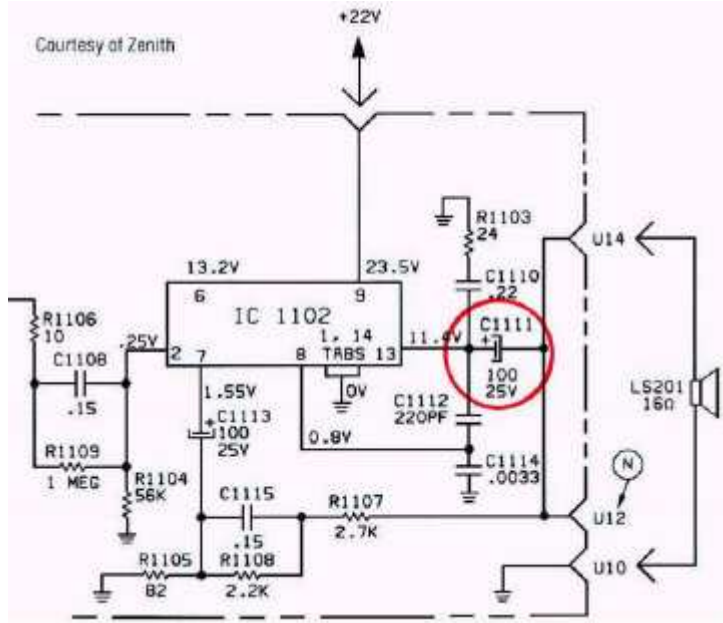 +22V
Courtesy of Zenith
R1103
24
U14
13.2V
23.5V
C1110
.22
6
9
IC 1102
C1111
R1106
10
.25V
1, 14
11.4V
+
C1108
2
7
8
TABS
13
100
25V
LS201
16Ω
.15
1.55V
0V
C1112
220PF
+
C1113
100
25V
0.8V
R1109
1 MEG
R1104
56K
C1114
.0033
N
C1115
R1107
U12
.15
2.7K
R1105
R1108
U10
82
2.2K